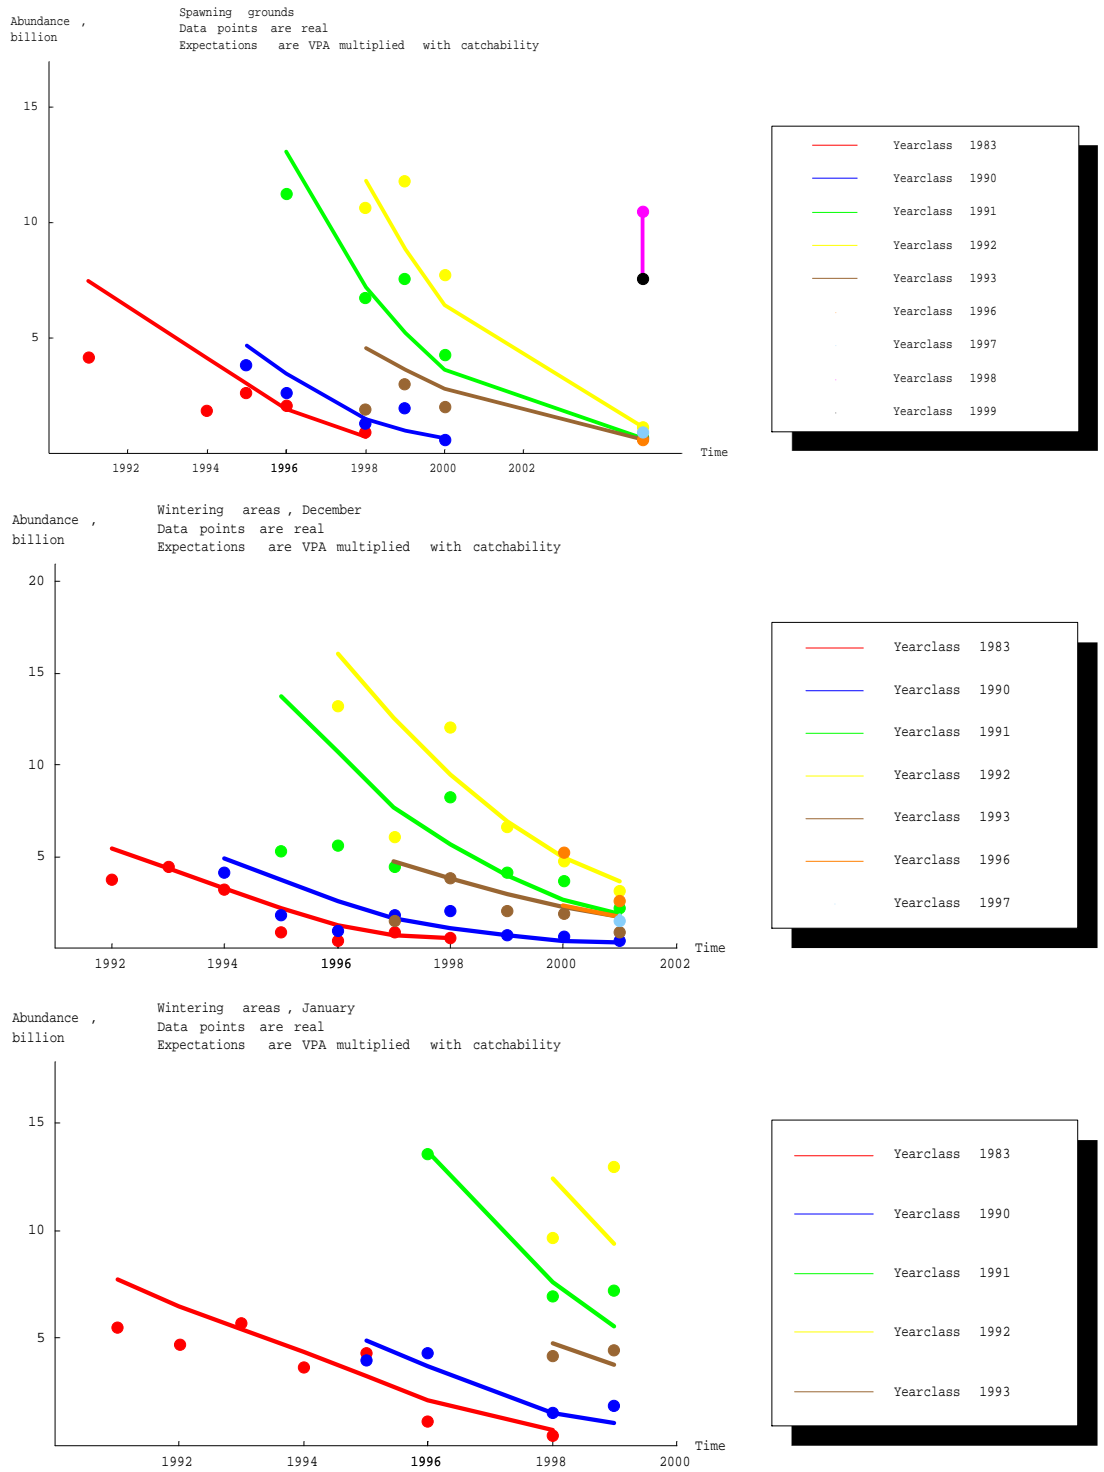 Spawning grounds
Abundance ,
billion
Data points are real
Expectations are VPA multiplied with catchability
15
10
5
1992 1994 1996 1998 2000 2002
Time
Yearclass 1983
Yearclass 1990
Yearclass 1991
Yearclass 1992
Yearclass 1993
Yearclass 1996
Yearclass 1997
Yearclass 1998
Yearclass 1999
Wintering areas , December
Abundance ,
billion
Data points are real
Expectations are VPA multiplied with catchability
20
15
10
5
1992 1994 1996 1998 2000 2002
Time
Yearclass 1983
Yearclass 1990
Yearclass 1991
Yearclass 1992
Yearclass 1993
Yearclass 1996
Yearclass 1997
Wintering areas , January
Abundance ,
billion
Data points are real
Expectations are VPA multiplied with catchability
15
10
5
1992 1994 1996 1998 2000
Time
Yearclass 1983
Yearclass 1990
Yearclass 1991
Yearclass 1992
Yearclass 1993